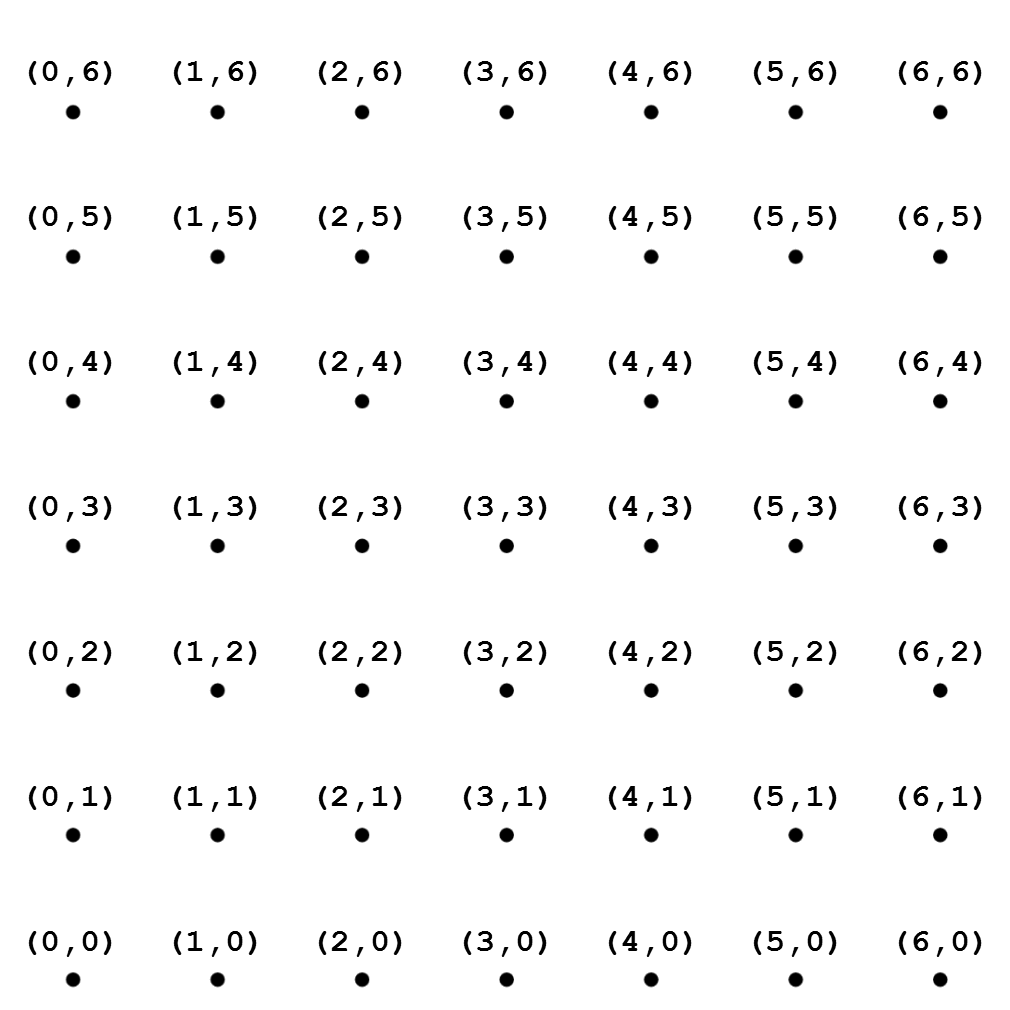 (0,6) (1,6) (2,6) (3,6) (4,6) (5,6) (6,6)
(0,5) (1,5) (2,5) (3,5) (4,5) (5,5) (6,5)
(0,4) (1,4) (2,4) (3,4) (4,4) (5,4) (6,4)
(0,3) (1,3) (2,3) (3,3) (4,3) (5,3) (6,3)
(0,2) (1,2) (2,2) (3,2) (4,2) (5,2) (6,2)
(0,1) (1,1) (2,1) (3,1) (4,1) (5,1) (6,1)
(0,0) (1,0) (2,0) (3,0) (4,0) (5,0) (6,0)